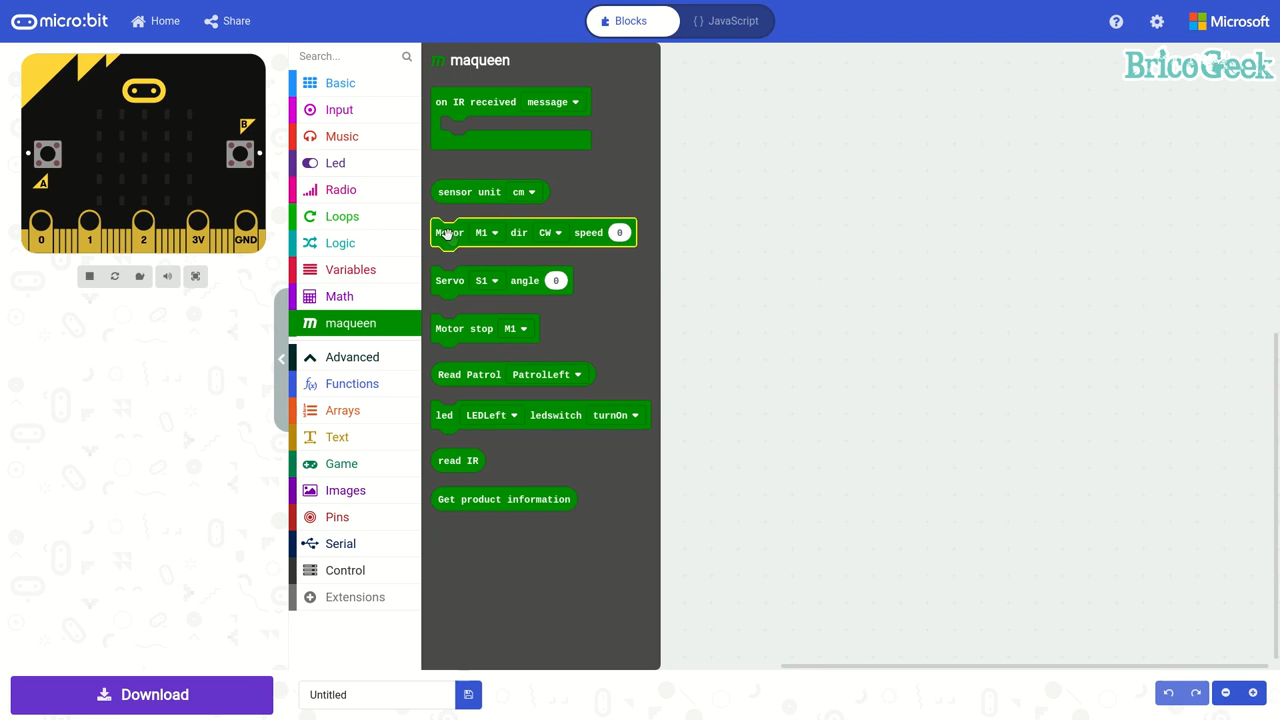 micro:bit
Home
Share
Blocks
{ } JavaScript
Microsoft
BricoGeek
A
B
0 1 2 3V GND
Search...
Basic
Input
Music
Led
Radio
Loops
Logic
Variables
Math
maqueen
Advanced
Functions
Arrays
Text
Game
Images
Pins
Serial
Control
Extensions
maqueen
on IR received message
sensor unit cm
Motor M1 dir CW speed 0
Servo S1 angle 0
Motor stop M1
Read Patrol PatrolLeft
led LEDLeft ledswitch turnOn
read IR
Get product information
Download
Untitled